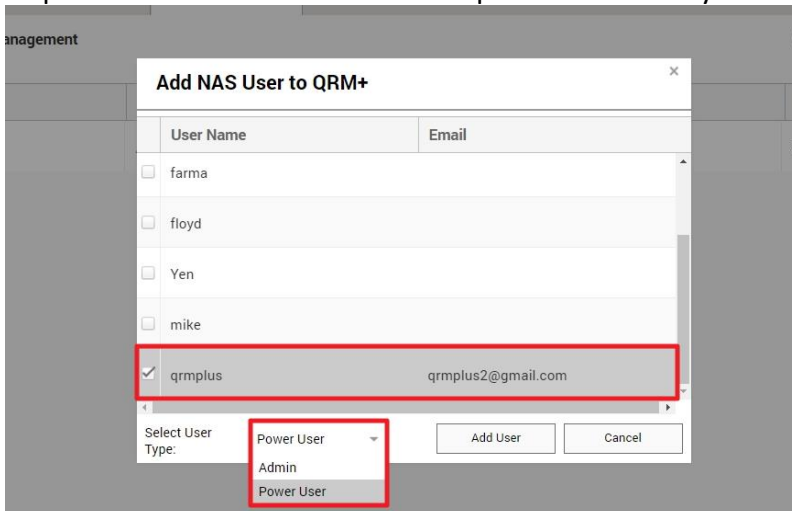 anagement
Add NAS User to QRM+
×
User Name Email
farma
floyd
Yen
mike
qrmplus qrmplus2@gmail.com
Select User Type:
Power User
Add User
Cancel
Admin
Power User